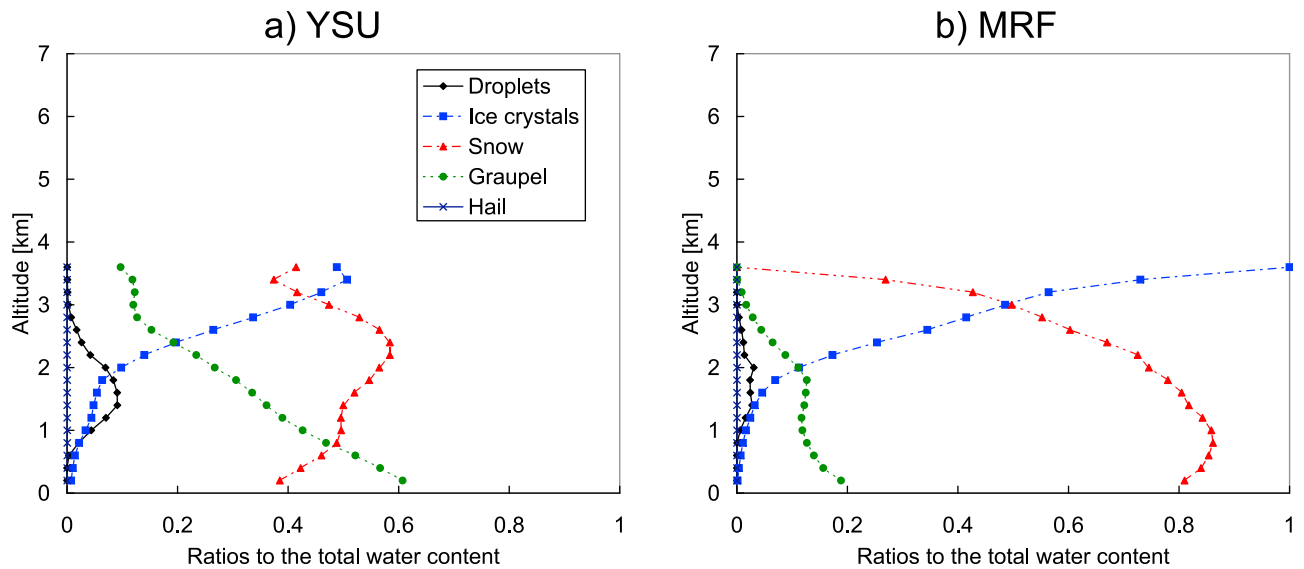 a) YSU
7
6
5
4
3
2
1
0
Altitude [km]
Droplets
Ice crystals
Snow
Graupel
Hail
0
0.2
0.4
0.6
0.8
1
Ratios to the total water content
b) MRF
7
6
5
4
3
2
1
0
Altitude [km]
0
0.2
0.4
0.6
0.8
1
Ratios to the total water content